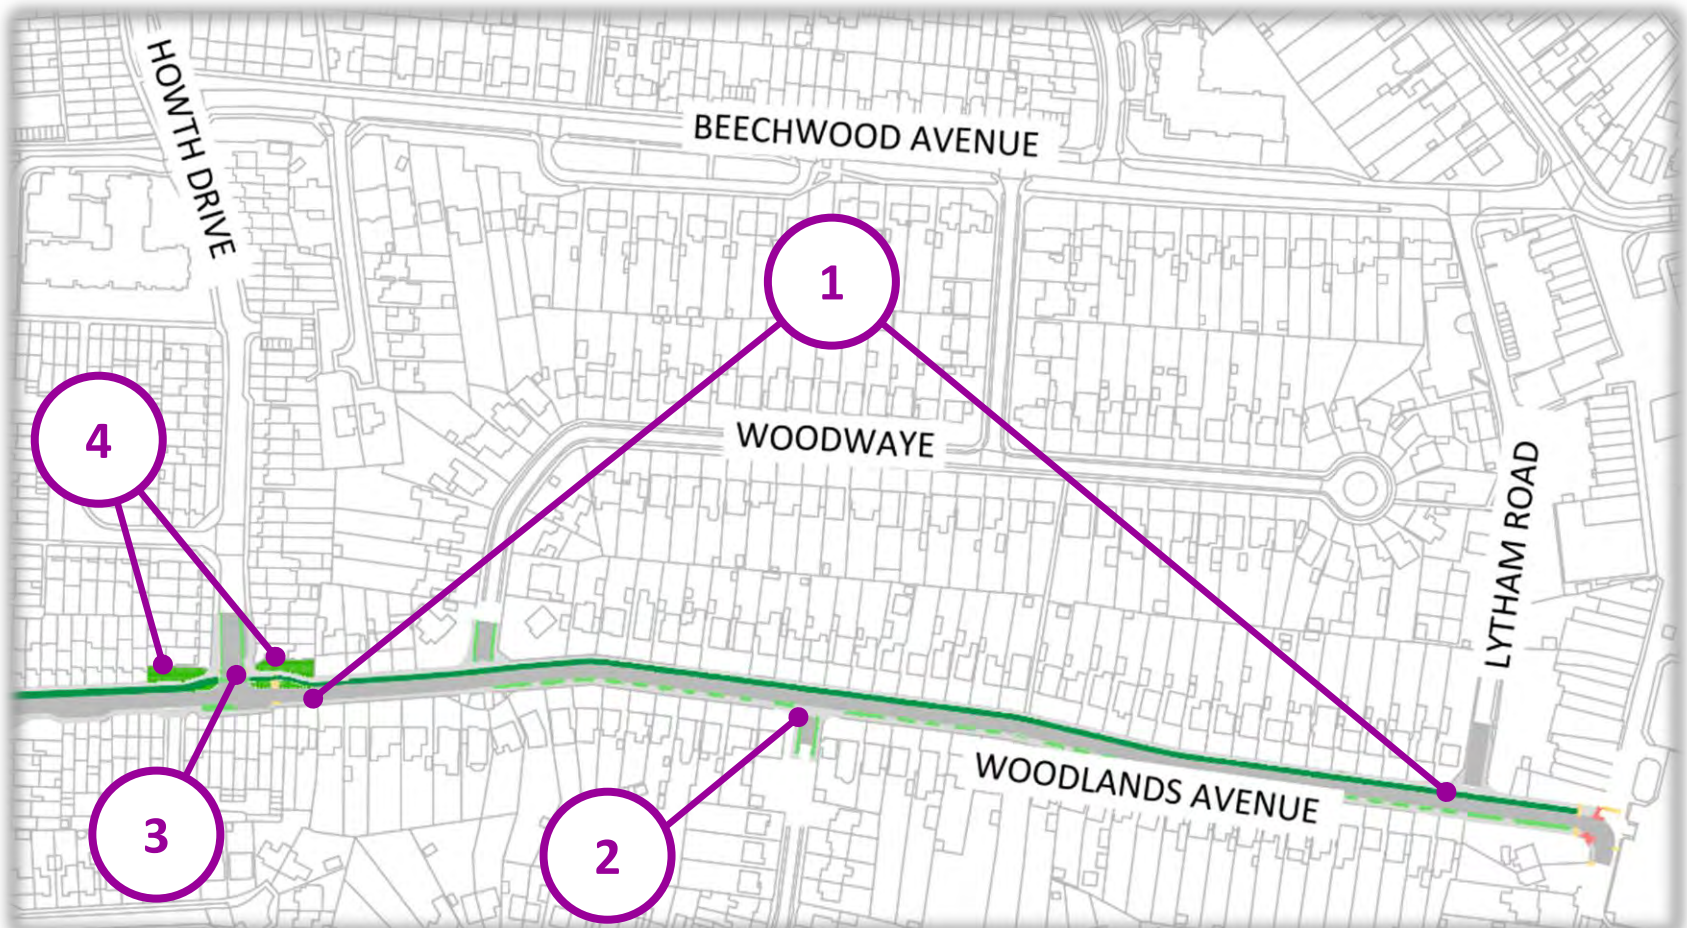 HOWTH DRIVE
BEECHWOOD AVENUE
1
4
WOODWAYE
LYTHAM ROAD
WOODLANDS AVENUE
3
2